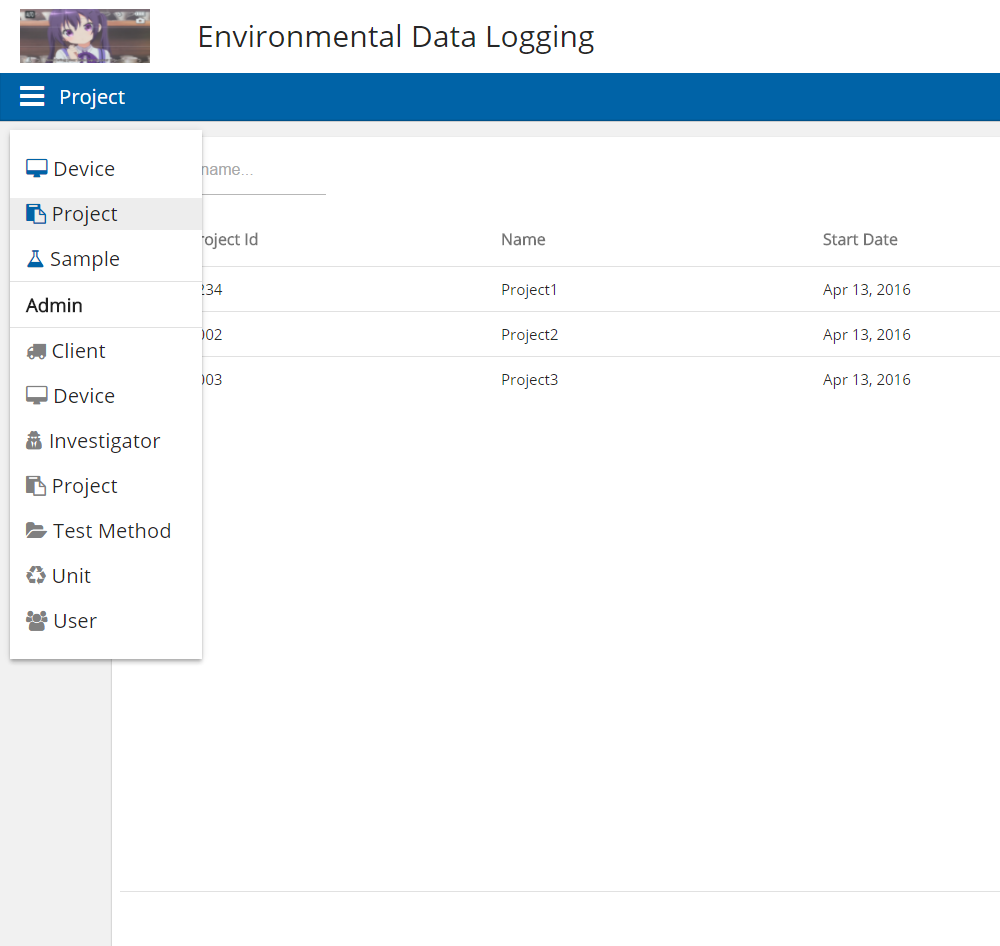 Environmental Data Logging
Project
Device
name...
Project
Sample
roject Id Name Start Date
234 Project1 Apr 13, 2016
Admin
002 Project2 Apr 13, 2016
Client
003 Project3 Apr 13, 2016
Device
Investigator
Project
Test Method
Unit
User